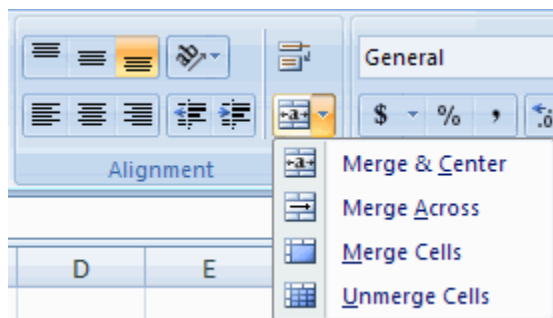 General
$ % ,
Alignment
Merge & Center
Merge Across
Merge Cells
Unmerge Cells
D E